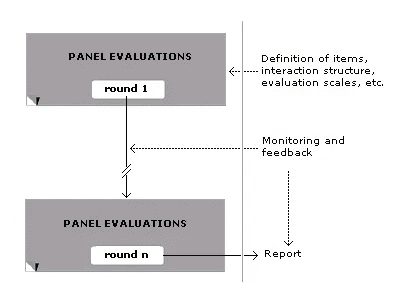 PANEL EVALUATIONS
round 1
Definition of items,
interaction structure,
evaluation scales, etc.
Monitoring and
feedback
PANEL EVALUATIONS
round n
Report